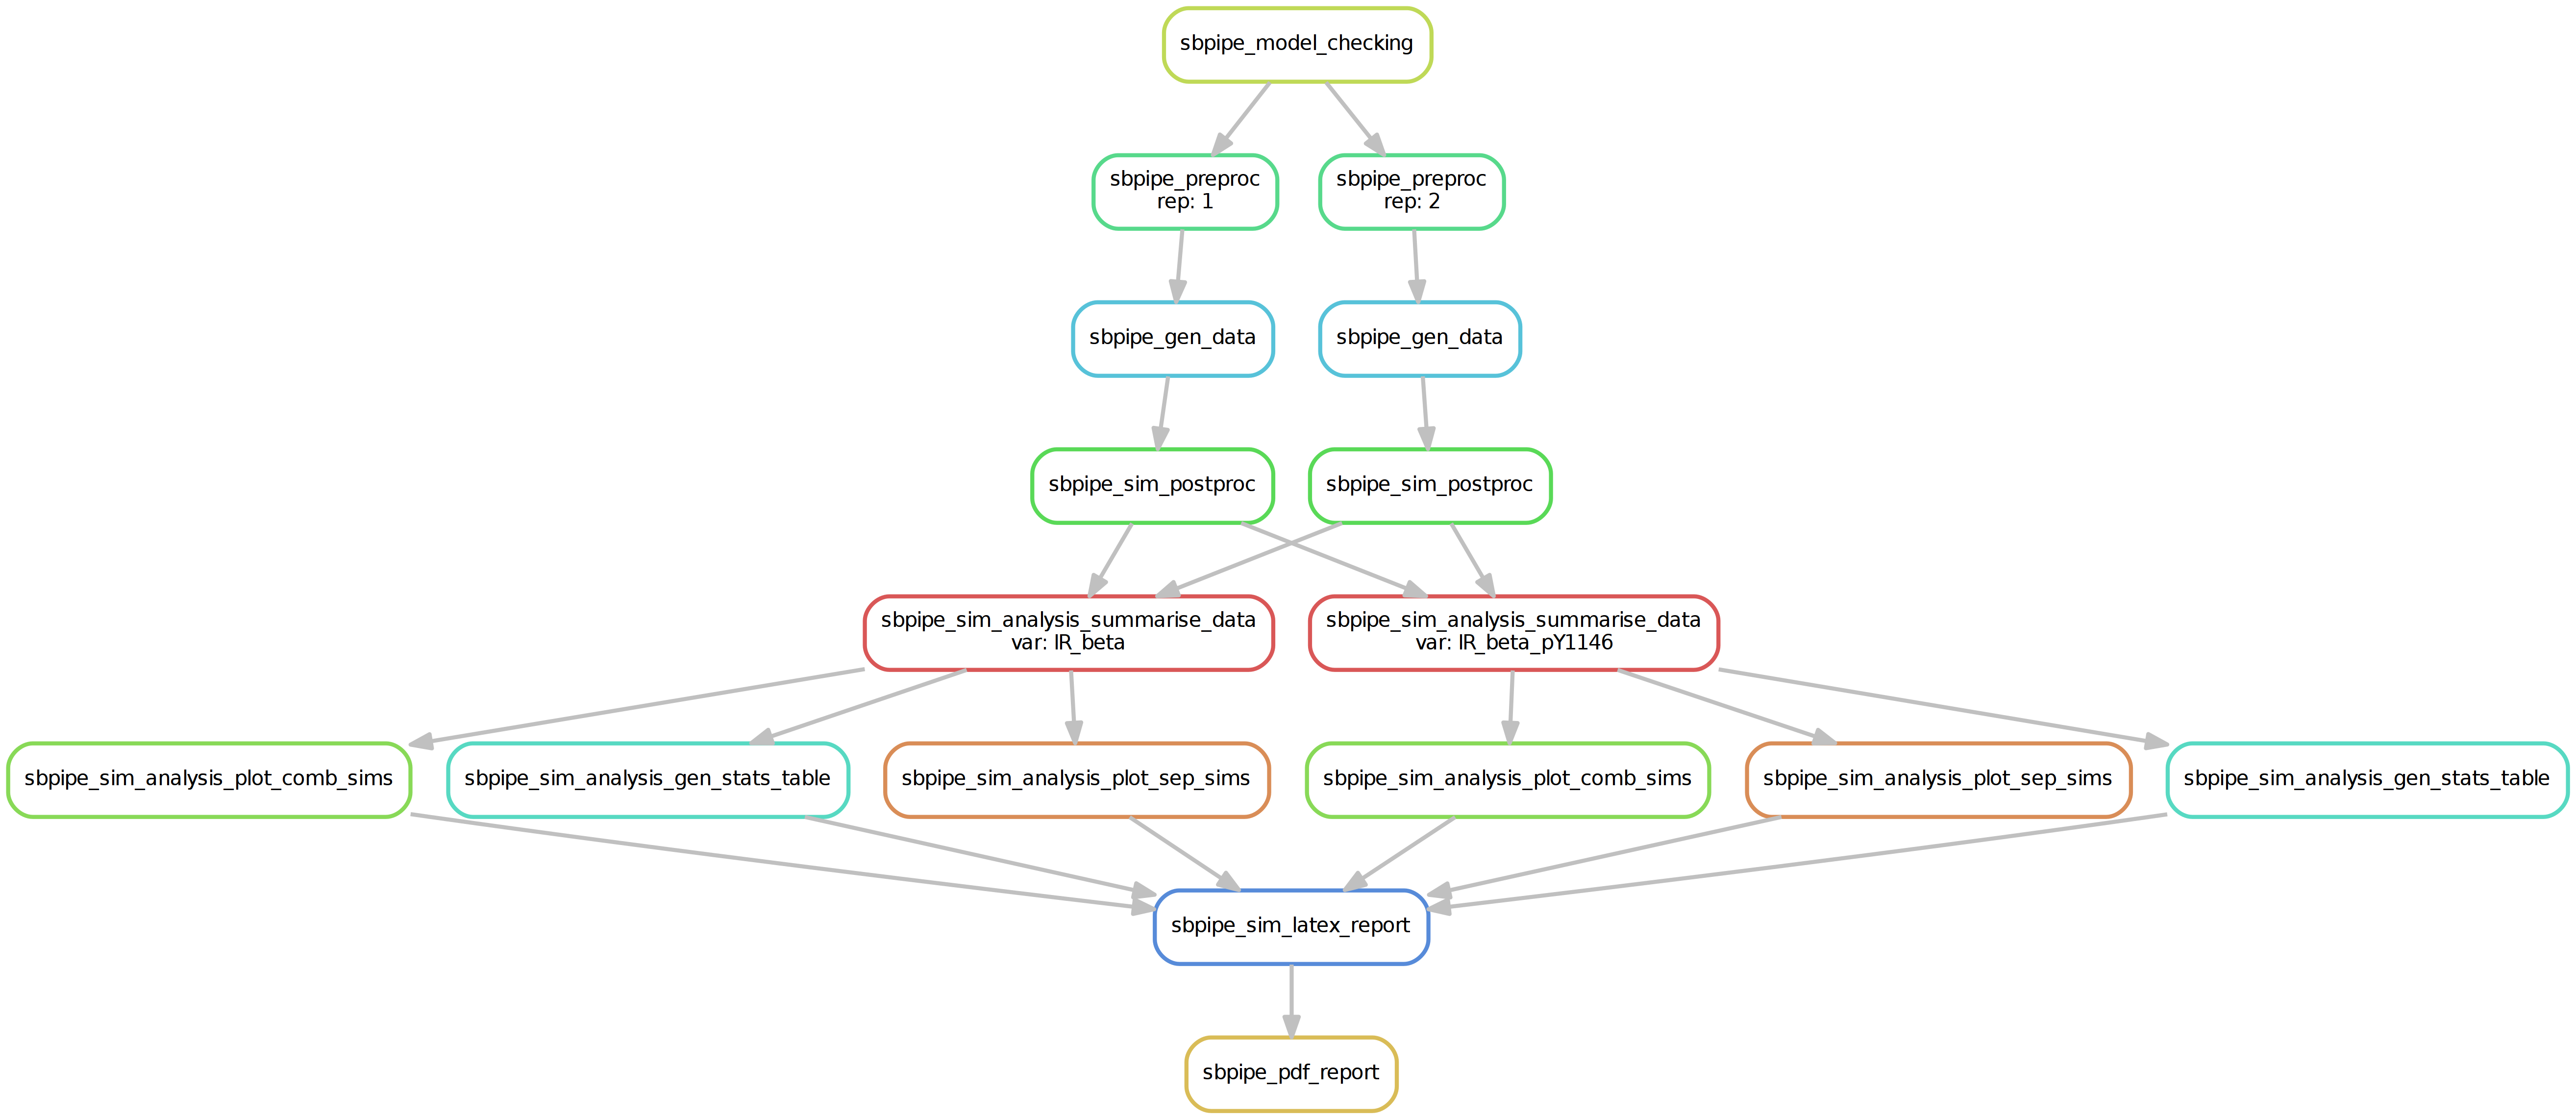 sbpipe_model_checking
sbpipe_preproc
rep: 1
sbpipe_preproc
rep: 2
sbpipe_gen_data
sbpipe_gen_data
sbpipe_sim_postproc
sbpipe_sim_postproc
sbpipe_sim_analysis_summarise_data
var: IR_beta
sbpipe_sim_analysis_summarise_data
var: IR_beta_pY1146
sbpipe_sim_analysis_plot_comb_sims
sbpipe_sim_analysis_gen_stats_table
sbpipe_sim_analysis_plot_sep_sims
sbpipe_sim_analysis_plot_comb_sims
sbpipe_sim_analysis_plot_sep_sims
sbpipe_sim_analysis_gen_stats_table
sbpipe_sim_latex_report
sbpipe_pdf_report